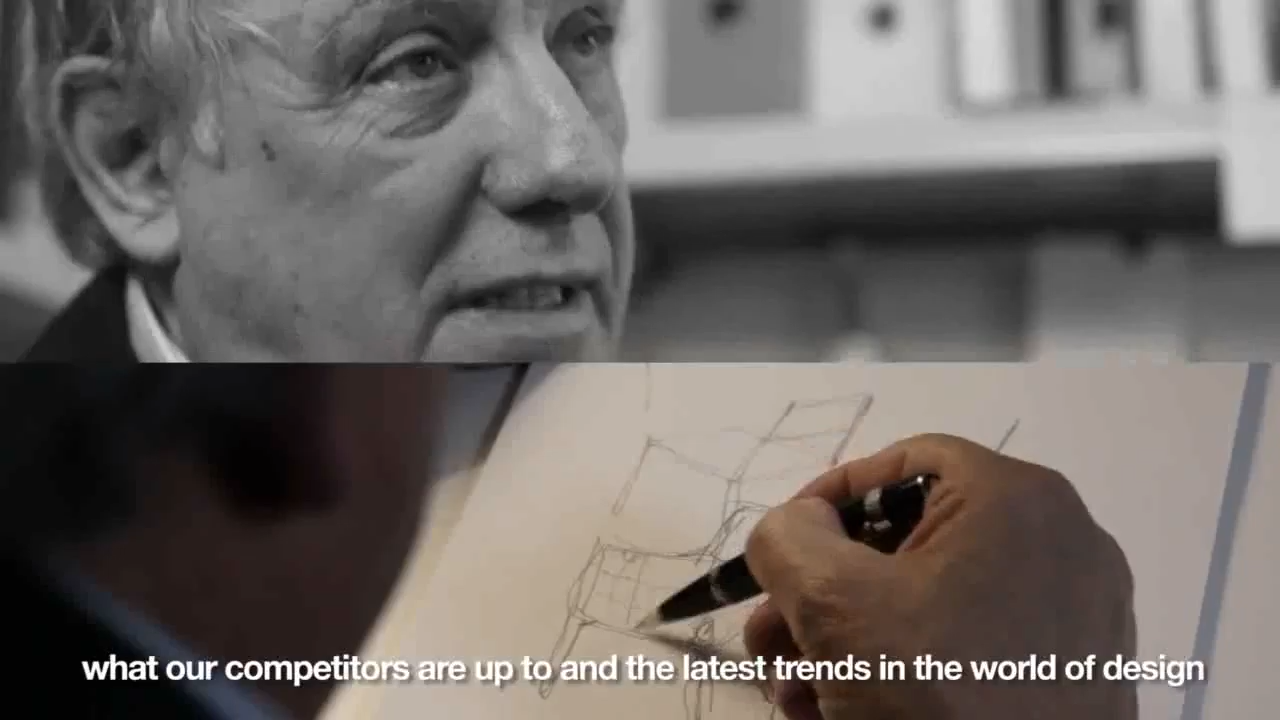 what our competitors are up to and the latest trends in the world of design